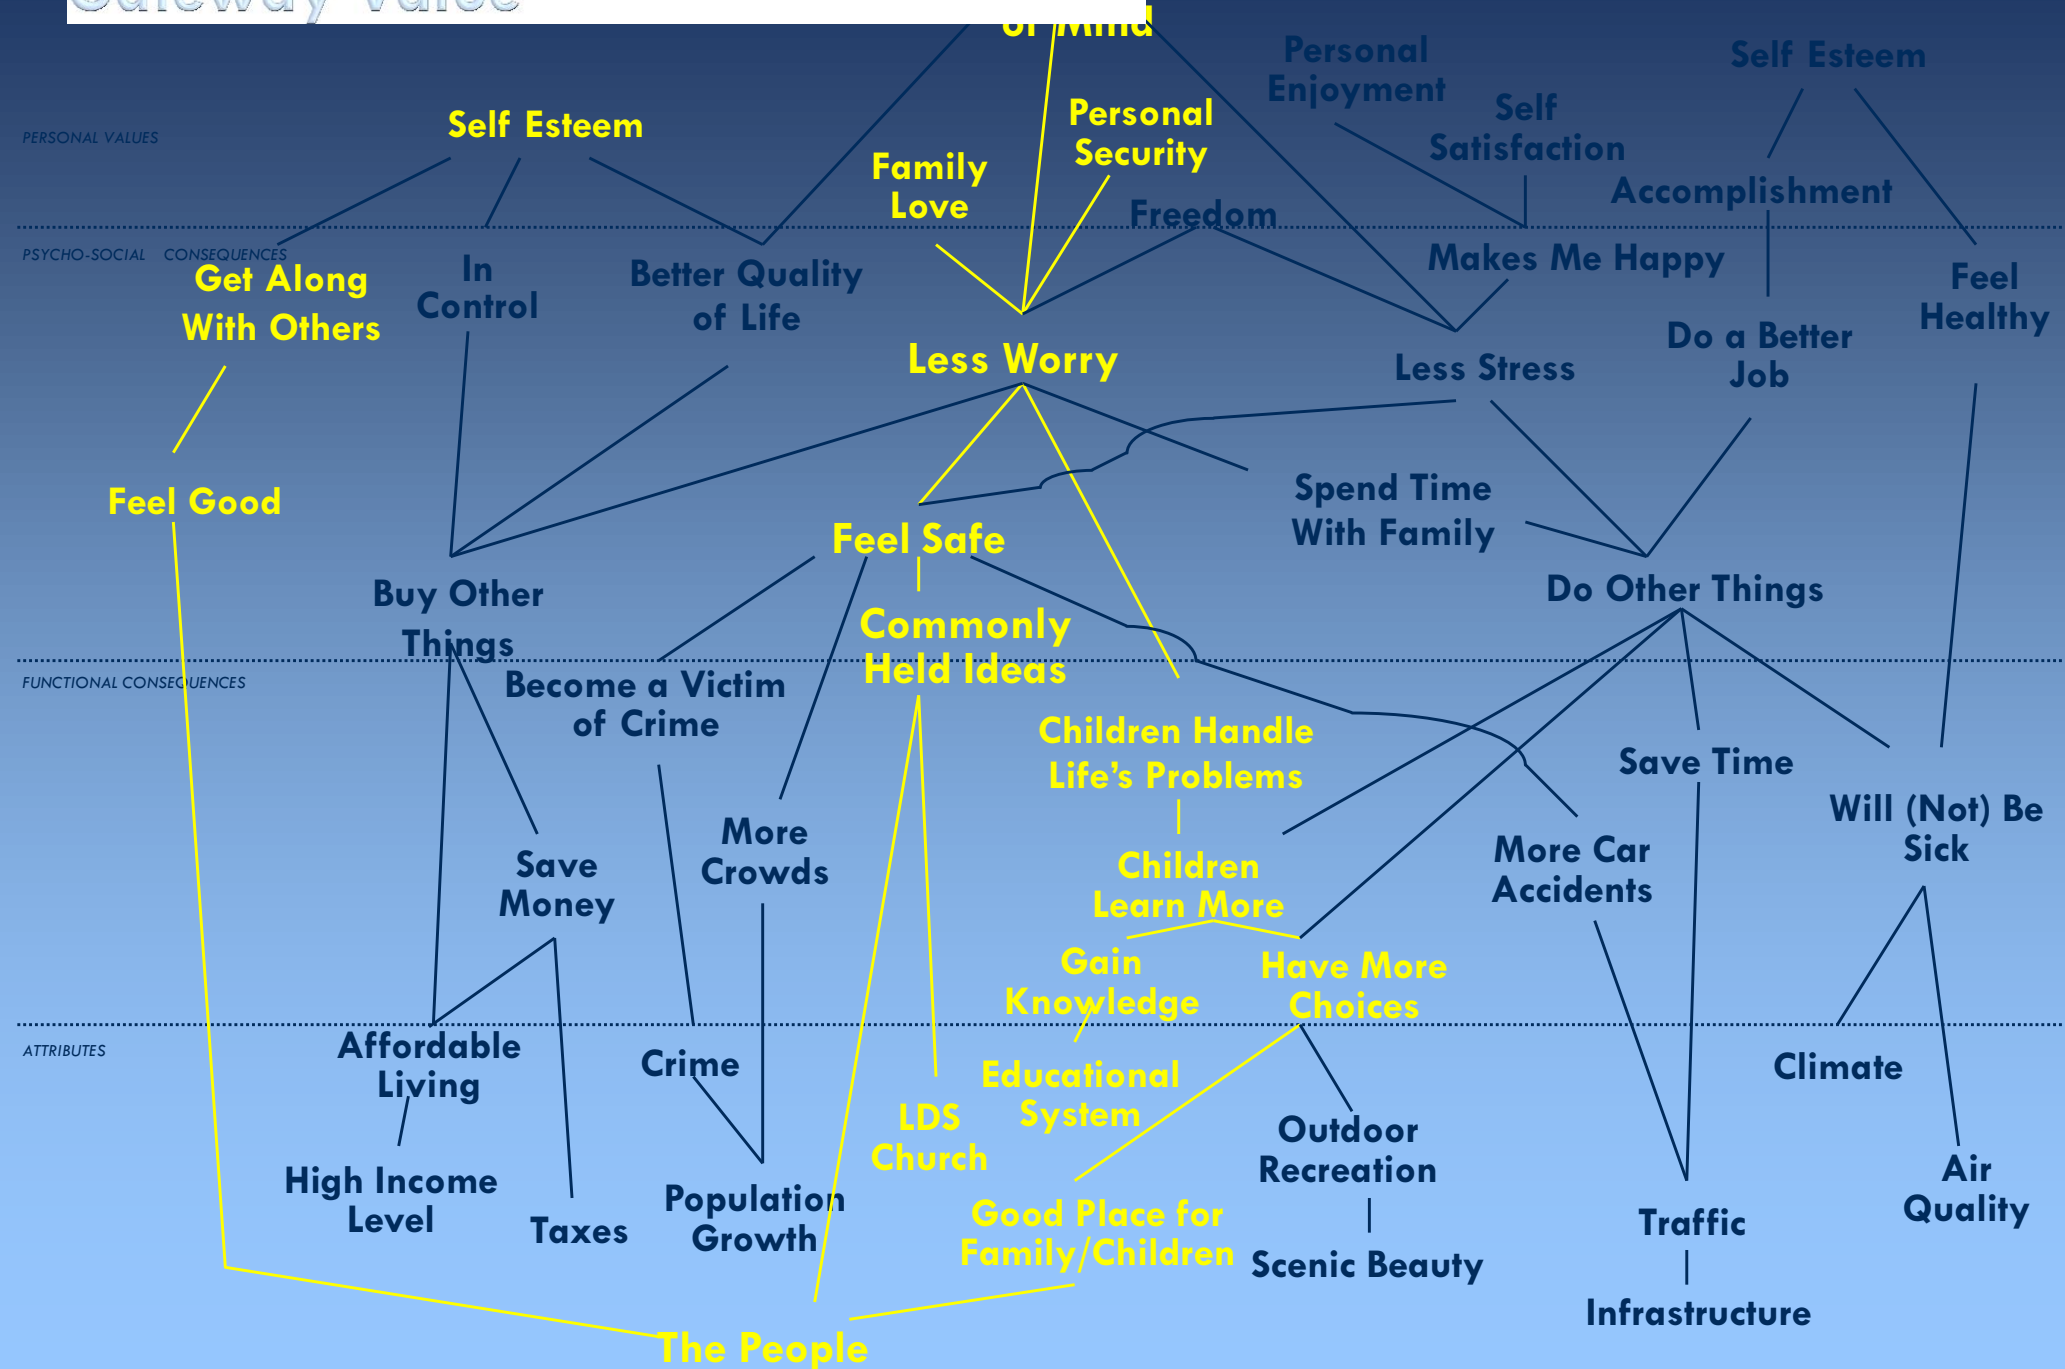 Gateway Value
of Mind
Personal
Enjoyment
Self Esteem
Self
Satisfaction
Self Esteem
Personal
Security
PERSONAL VALUES
Family
Love
Accomplishment
Freedom
PSYCHO-SOCIAL CONSEQUENCES
Get Along
With Others
In
Control
Better Quality
of Life
Makes Me Happy
Feel
Healthy
Less Worry
Less Stress
Do a Better
Job
Feel Good
Spend Time
With Family
Feel Safe
Buy Other
Things
Do Other Things
Commonly
Held Ideas
FUNCTIONAL CONSEQUENCES
Become a Victim
of Crime
Children Handle
Life’s Problems
Save Time
Will (Not) Be
Sick
More
Crowds
Save
Money
Children
Learn More
More Car
Accidents
Gain
Knowledge
Have More
Choices
ATTRIBUTES
Affordable
Living
Crime
Educational
System
Climate
LDS
Church
Outdoor
Recreation
High Income
Level
Taxes
Population
Growth
Good Place for
Family/Children
Scenic Beauty
Traffic
Air
Quality
Infrastructure
The People